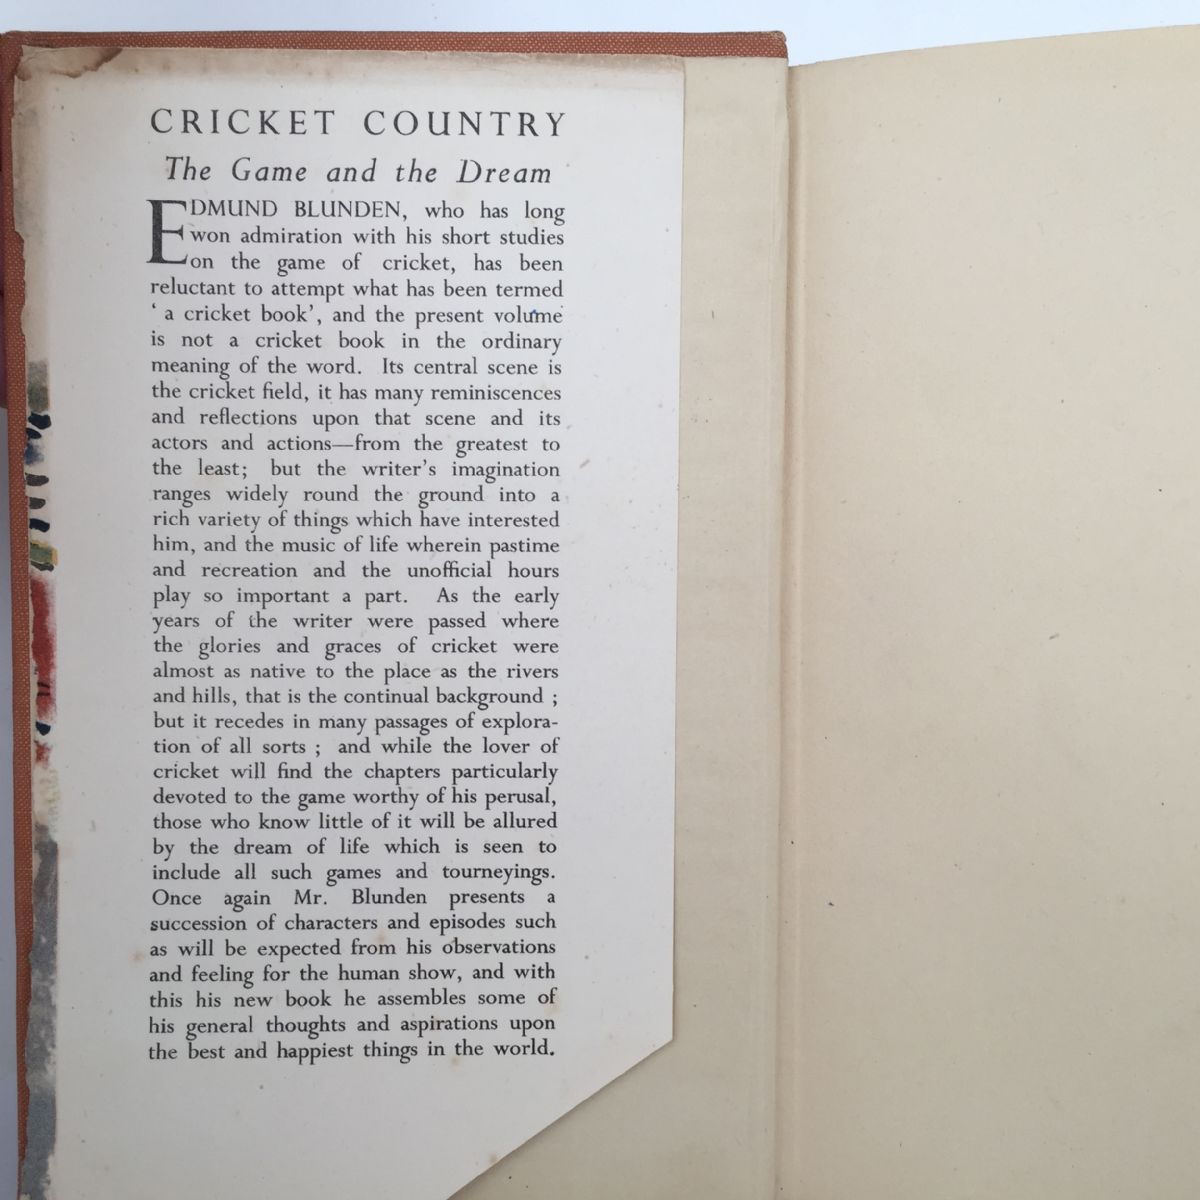 CRICKET COUNTRY
The Game and the Dream
EDMUND BLUNDEN, who has long
won admiration with his short studies
on the game of cricket, has been
reluctant to attempt what has been termed
‘ a cricket book’, and the present volume
is not a cricket book in the ordinary
meaning of the word. Its central scene is
the cricket field, it has many reminiscences
and reflections upon that scene and its
actors and actions—from the greatest to
the least; but the writer’s imagination
ranges widely round the ground into a
rich variety of things which have interested
him, and the music of life wherein pastime
and recreation and the unofficial hours
play so important a part. As the early
years of the writer were passed where
the glories and graces of cricket were
almost as native to the place as the rivers
and hills, that is the continual background ;
but it recedes in many passages of explora-
tion of all sorts ; and while the lover of
cricket will find the chapters particularly
devoted to the game worthy of his perusal,
those who know little of it will be allured
by the dream of life which is seen to
include all such games and tourneyings.
Once again Mr. Blunden presents a
succession of characters and episodes such
as will be expected from his observations
and feeling for the human show, and with
this his new book he assembles some of
his general thoughts and aspirations upon
the best and happiest things in the world.